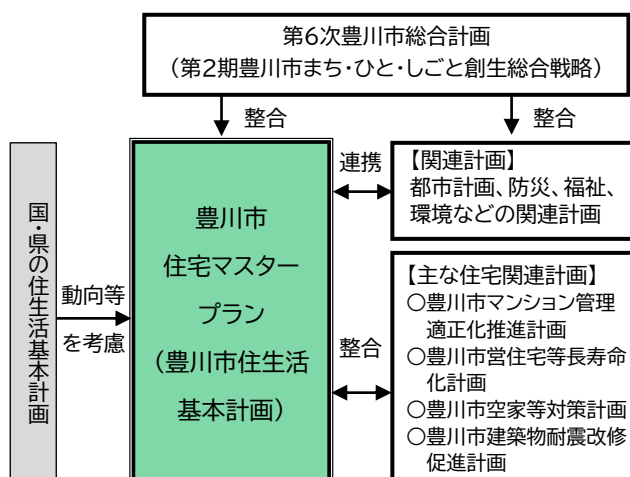 第6次豊川市総合計画
（第2期豊川市まち・ひと・しごと創生総合戦略）
整合
整合
国・県の住生活基本計画
動向等
を考慮
豊川市
住宅マスター
プラン
（豊川市住生活
基本計画）
連携
整合
【関連計画】
都市計画、防災、福祉、
環境などの関連計画
【主な住宅関連計画】
○豊川市マンション管理
適正化推進計画
○豊川市営住宅等長寿命
化計画
○豊川市空家等対策計画
○豊川市建築物耐震改修
促進計画